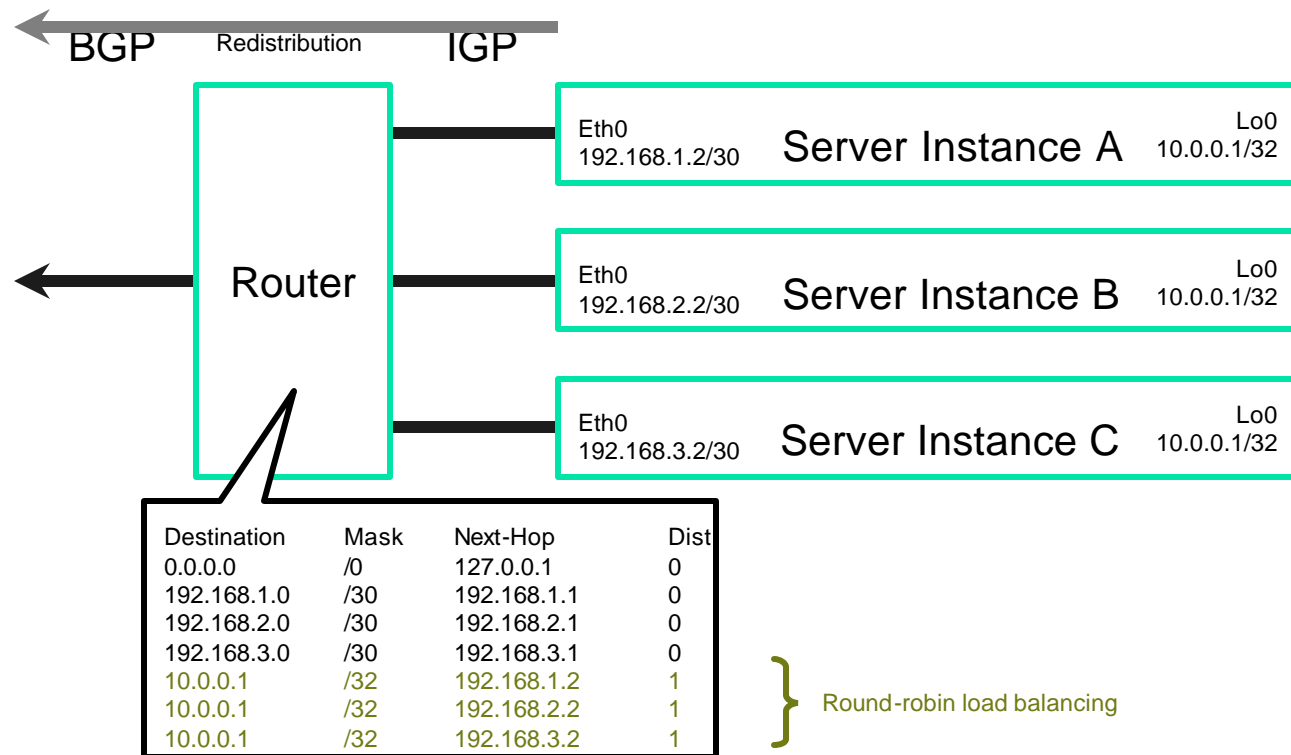 BGP Redistribution IGP
Eth0
192.168.1.2/30
Server Instance A
Lo0
10.0.0.1/32
Router
Eth0
192.168.2.2/30
Server Instance B
Lo0
10.0.0.1/32
Eth0
192.168.3.2/30
Server Instance C
Lo0
10.0.0.1/32
Destination Mask Next-Hop Dist
0.0.0.0 /0 127.0.0.1 0
192.168.1.0 /30 192.168.1.1 0
192.168.2.0 /30 192.168.2.1 0
192.168.3.0 /30 192.168.3.1 0
10.0.0.1 /32 192.168.1.2 1
10.0.0.1 /32 192.168.2.2 1
10.0.0.1 /32 192.168.3.2 1
Round-robin load balancing